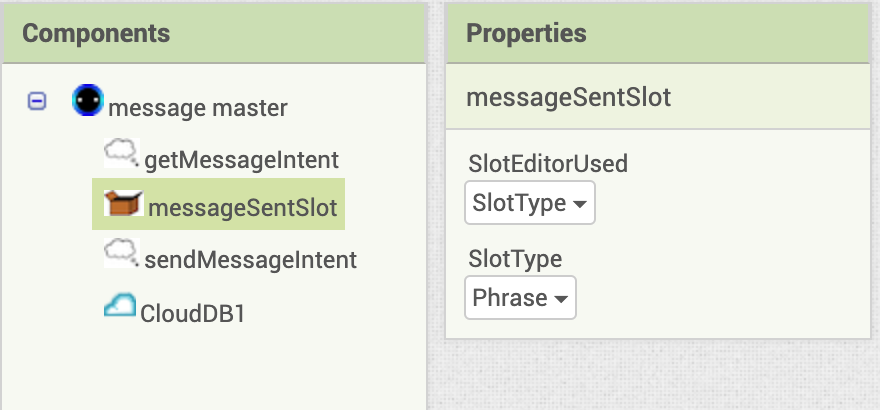 Components
message master
getMessageIntent
messageSentSlot
sendMessageIntent
CloudDB1
Properties
messageSentSlot
SlotEditorUsed
SlotType
SlotType
Phrase